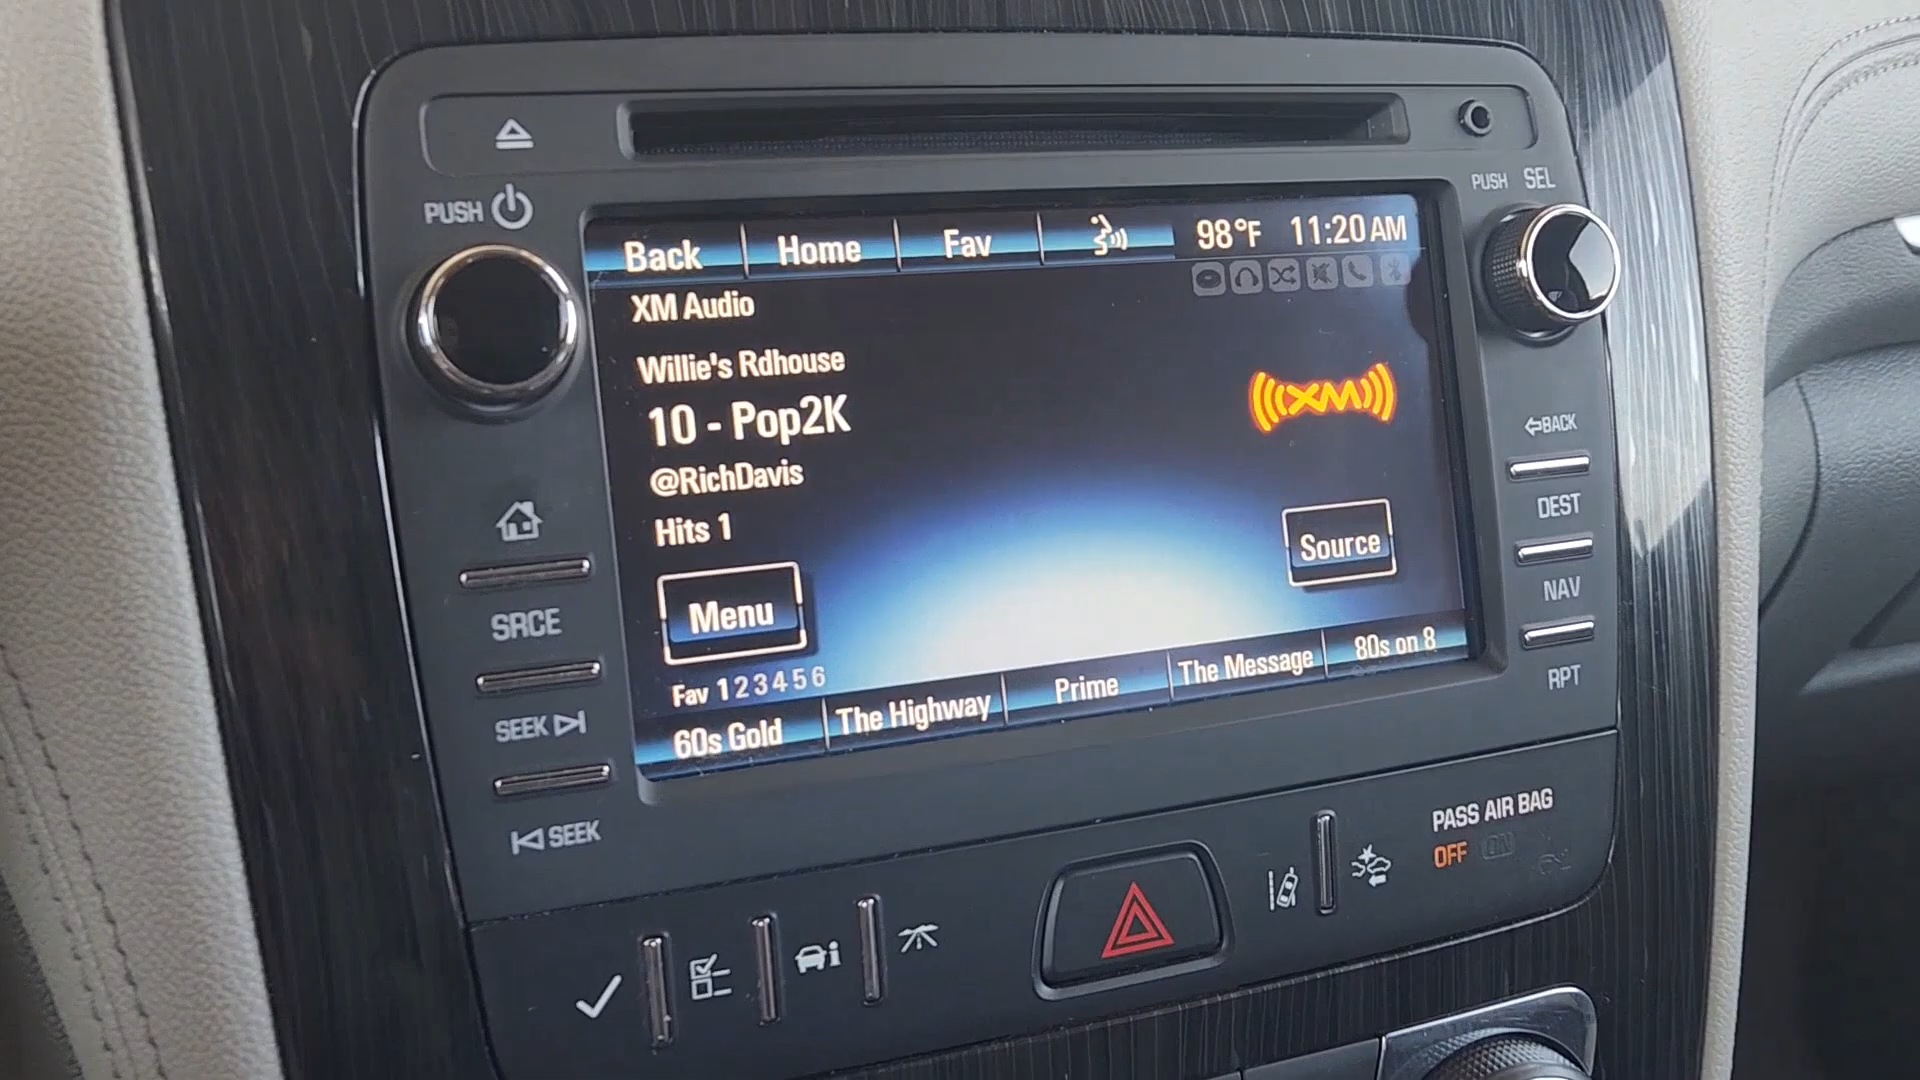 PUSH
PUSH SEL
Back Home Fav 98°F 11:20 AM
XM Audio
Willie's Rdhouse
10 - Pop2K
@RichDavis
Hits 1
XM
Menu
Source
Fav 1 2 3 4 5 6
60s Gold The Highway Prime The Message 80s on 8
SRCE
SEEK
SEEK
BACK
DEST
NAV
RPT
PASS AIR BAG
OFF ON
i